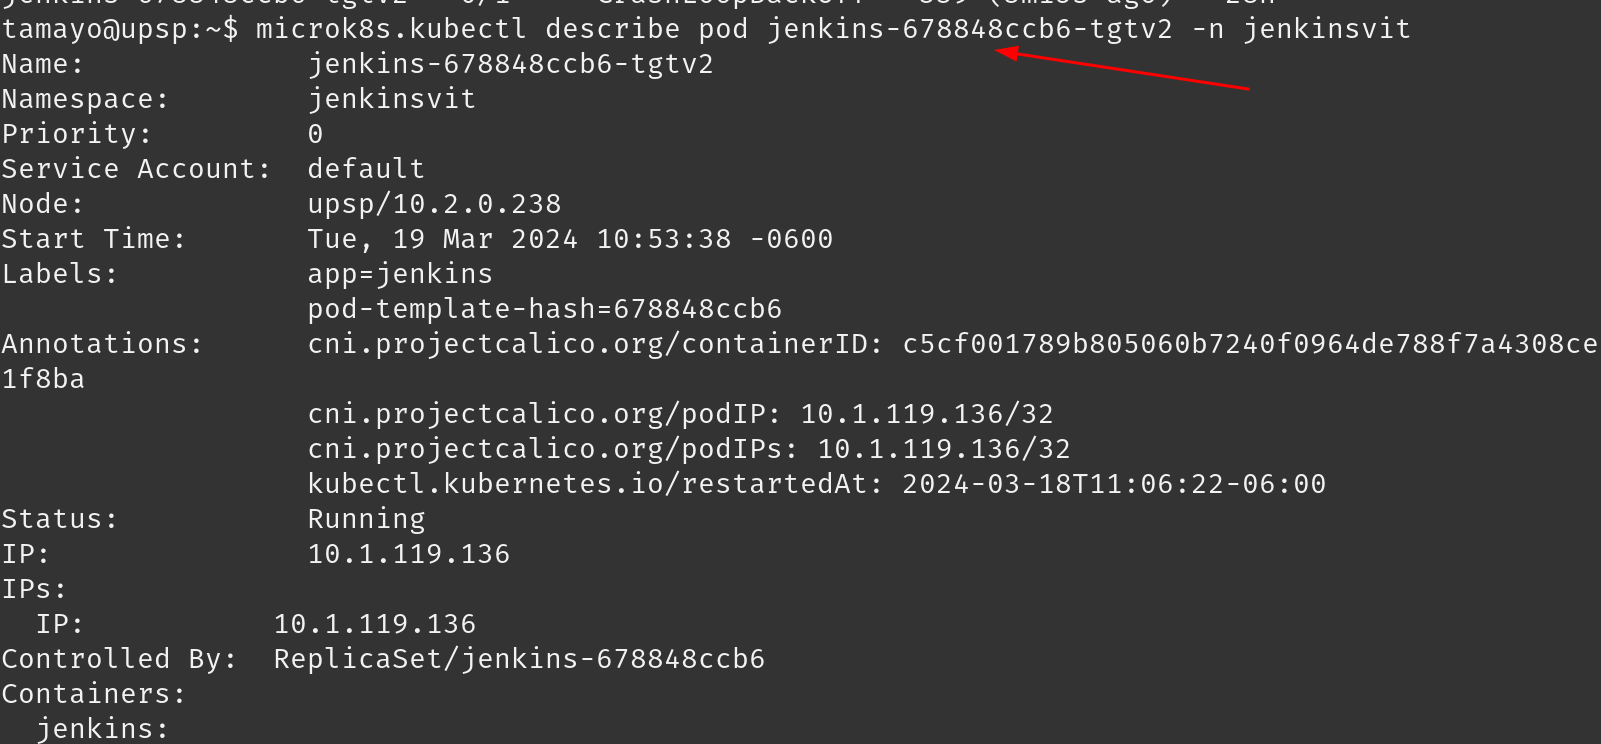 tamayo@upsp:~$ microk8s.kubectl describe pod jenkins-678848ccb6-tgtv2 -n jenkinsvit
Name:             jenkins-678848ccb6-tgtv2
Namespace:        jenkinsvit
Priority:         0
Service Account:  default
Node:             upsp/10.2.0.238
Start Time:       Tue, 19 Mar 2024 10:53:38 -0600
Labels:           app=jenkins
                  pod-template-hash=678848ccb6
Annotations:      cni.projectcalico.org/containerID: c5cf001789b805060b7240f0964de788f7a4308ce
1f8ba
                  cni.projectcalico.org/podIP: 10.1.119.136/32
                  cni.projectcalico.org/podIPs: 10.1.119.136/32
                  kubectl.kubernetes.io/restartedAt: 2024-03-18T11:06:22-06:00
Status:           Running
IP:               10.1.119.136
IPs:
  IP:           10.1.119.136
Controlled By:  ReplicaSet/jenkins-678848ccb6
Containers:
  jenkins: